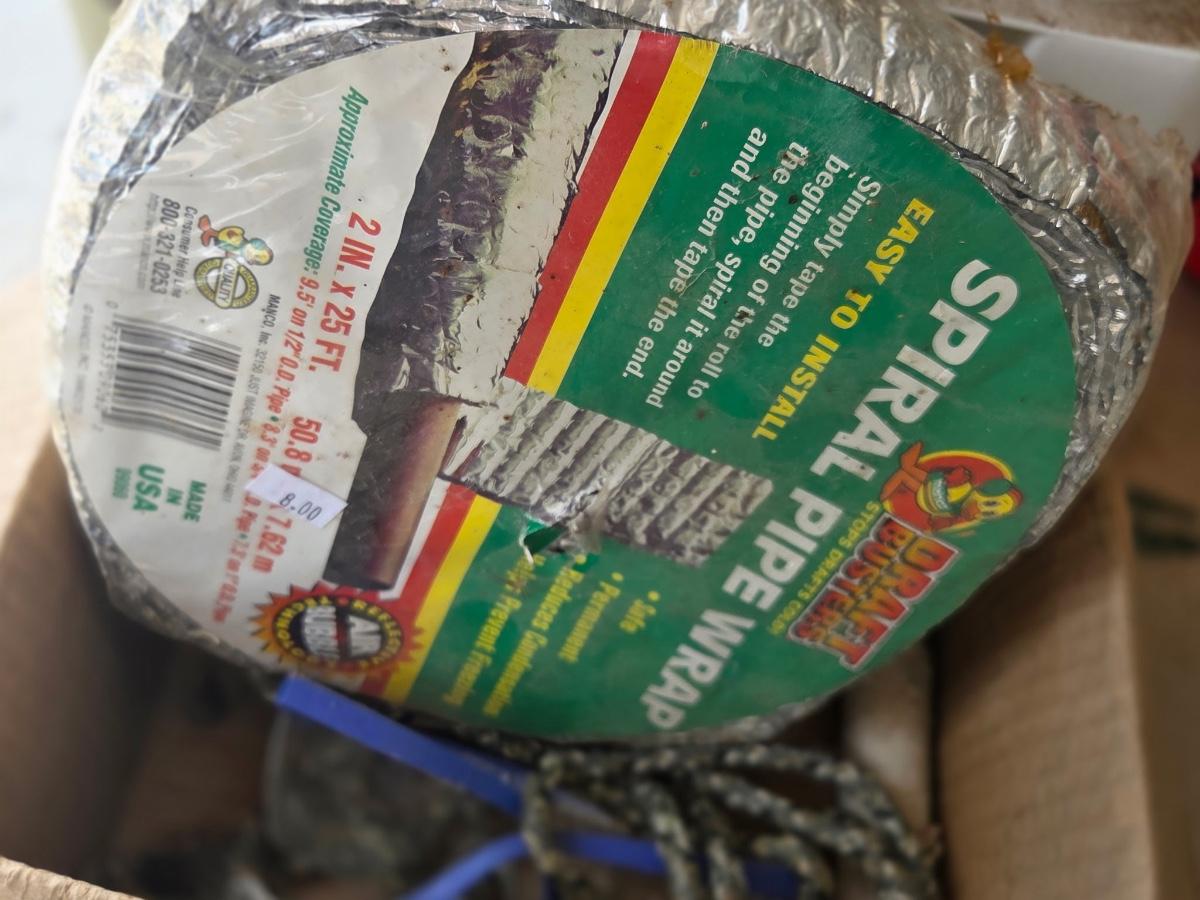 DRAFT
BUSTERS
STOPS DRAFTS COLD!
SPIRAL PIPE WRAP
EASY TO INSTALL
Simply tape the
beginning of the roll to
the pipe, spiral it around
and then tape the end.
• Safe
• Permanent
• Reduces Condensation
Prevent Freezing
AIR
BUBBLE
2 IN. x 25 FT.
50.8
7.62 m
Approximate Coverage: 9.5' on 1/2" O.D. Pipe •
8.00
QUALITY
Consumer Help Line
800-321-0253
MADE
IN
USA